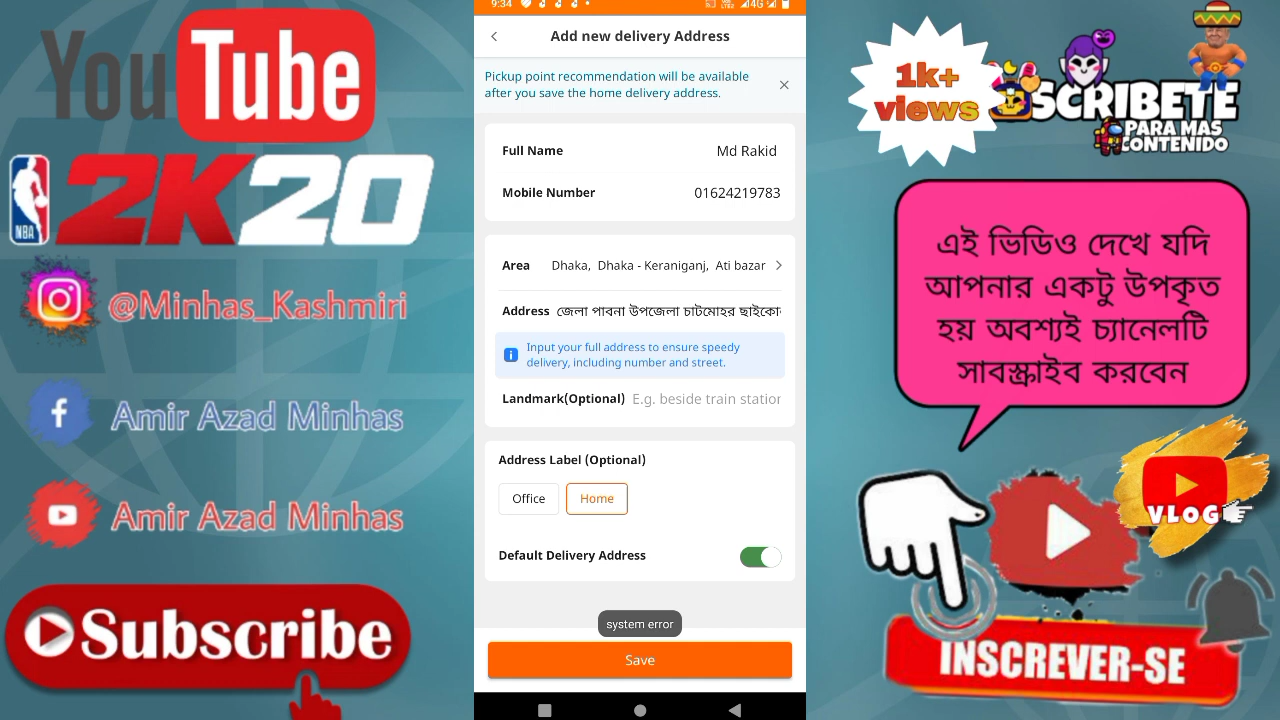 You Tube
NBA 2K20
@Minhas_Kashmiri
Amir Azad Minhas
Amir Azad Minhas
Subscribe
9:34
4G
Add new delivery Address
Pickup point recommendation will be available
after you save the home delivery address.
Full Name Md Rakid
Mobile Number 01624219783
Area Dhaka, Dhaka - Keraniganj, Ati bazar
Address জেলা পাবনা উপজেলা চাটমোহর
Input your full address to ensure speedy
delivery, including number and street.
Landmark(Optional) E.g. beside train station
Address Label (Optional)
Office Home
Default Delivery Address
system error
Save
1k+
views
SCRIBETE
PARA MAS
CONTENIDO
এই ভিডিও দেখে যদি
আপনার একটু উপকৃত
হয় অবশ্যই চ্যানেলটি
সাবস্ক্রাইব করবেন
VLOG
INSCREVER-SE